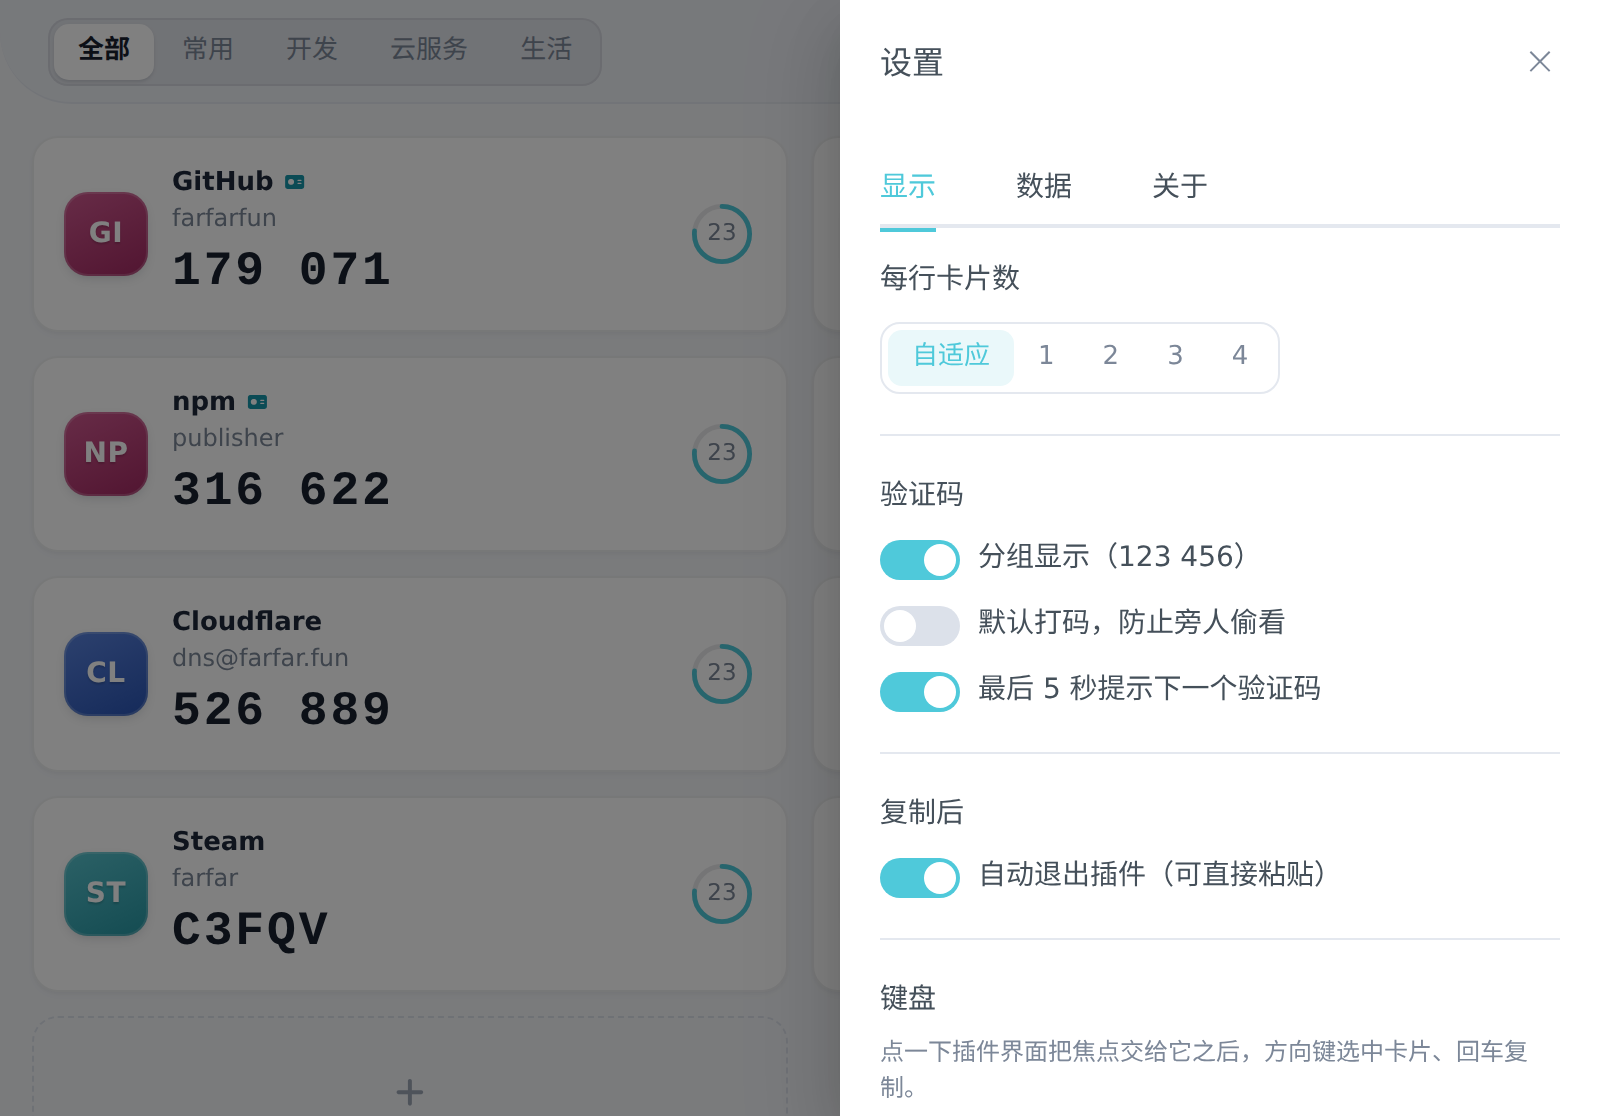 全部 常用 开发 云服务 生活
GI
GitHub
farfarfun
179 071
23
NP
npm
publisher
316 622
23
CL
Cloudflare
dns@farfar.fun
526 889
23
ST
Steam
farfar
C3FQV
23
+
设置
显示 数据 关于
每行卡片数
自适应 1 2 3 4
验证码
分组显示（123 456）
默认打码，防止旁人偷看
最后 5 秒提示下一个验证码
复制后
自动退出插件（可直接粘贴）
键盘
点一下插件界面把焦点交给它之后，方向键选中卡片、回车复
制。